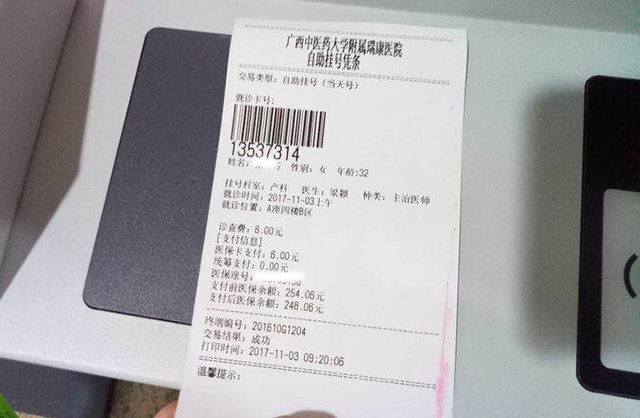 广西中医药大学附属瑞康医院
自助挂号凭条
交易类型: 自助挂号 (当天号)
就诊卡号:
13537314
姓名: 性别: 女 年龄:32
挂号科室: 产科 医生: 梁颖 种类: 主治医师
就诊时间: 2017-11-03上午
就诊位置: A座四楼B区
诊查费: 6.00元
[支付信息]
医保卡支付: 6.00元
统筹支付: 0.00元
医保账号
支付前医保余额: 254.06元
支付后医保余额: 248.06元
终端编号: 201610G1204
交易结果: 成功
打印时间: 2017-11-03 09:20:06
温馨提示: